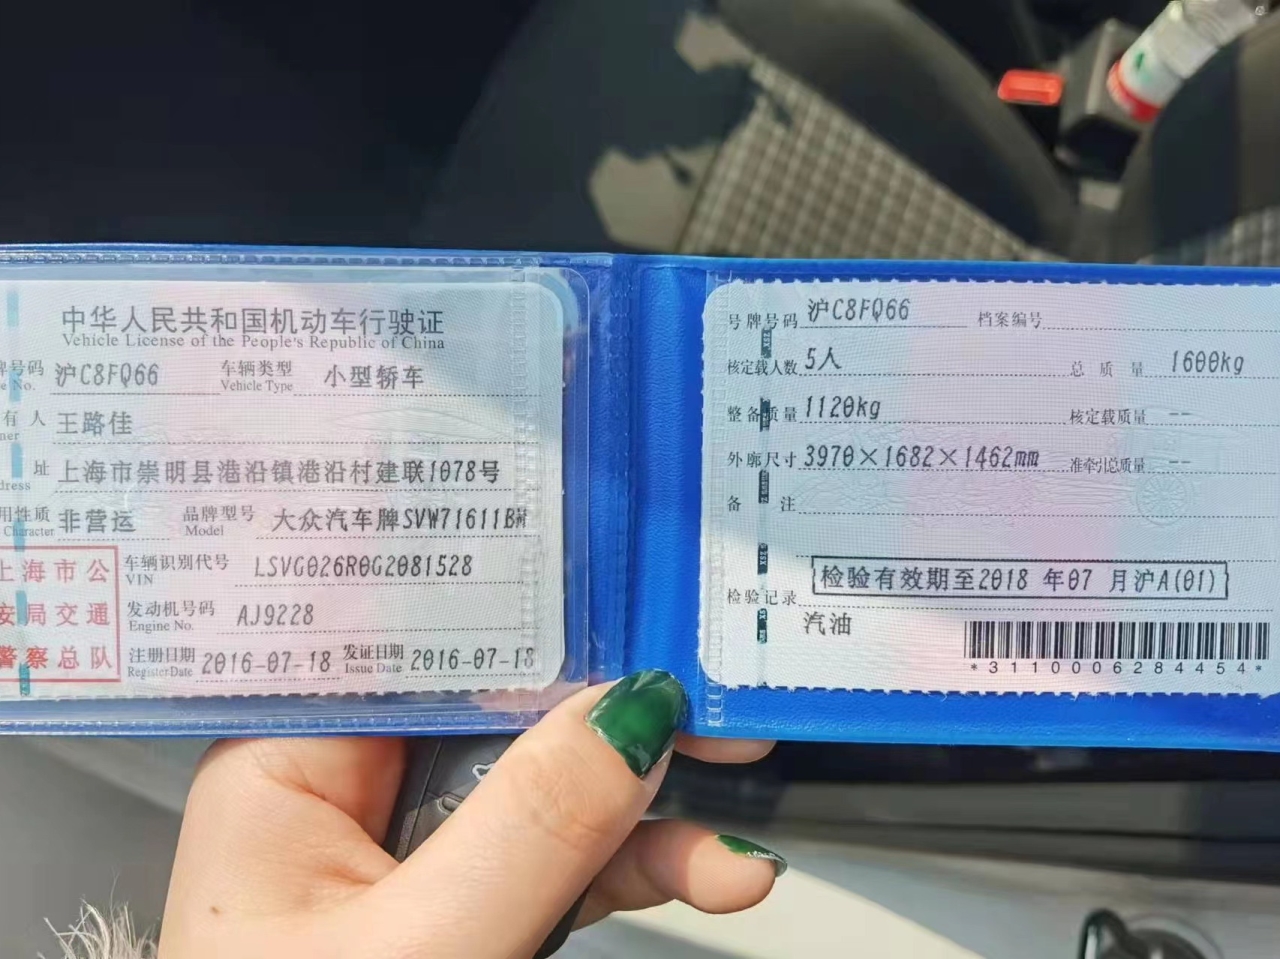 中华人民共和国机动车行驶证
Vehicle License of the People's Republic of China
牌号码 沪C8FQ66 车辆类型 小型轿车
e No. Vehicle Type
有人 王路佳
ner
址 上海市崇明县港沿镇港沿村建联1078号
dress
用性质 非营运 品牌型号 大众汽车牌SVW71611B
Character Model
上海市公
安局交通
警察总队
车辆识别代号 LSVG026R0G2081528
VIN
发动机号码 AJ9228
Engine No.
注册日期 2016-07-18 发证日期 2016-07-18
Register Date Issue Date
号牌号码 沪C8FQ66 档案编号
核定载人数 5人 总质量 1600kg
整备质量 1120kg 核定载质量 --
外廓尺寸 3970×1682×1462mm 准牵引总质量 --
备注
检验有效期至2018 年07 月沪A(01)
检验记录
汽油
*3110006284454*